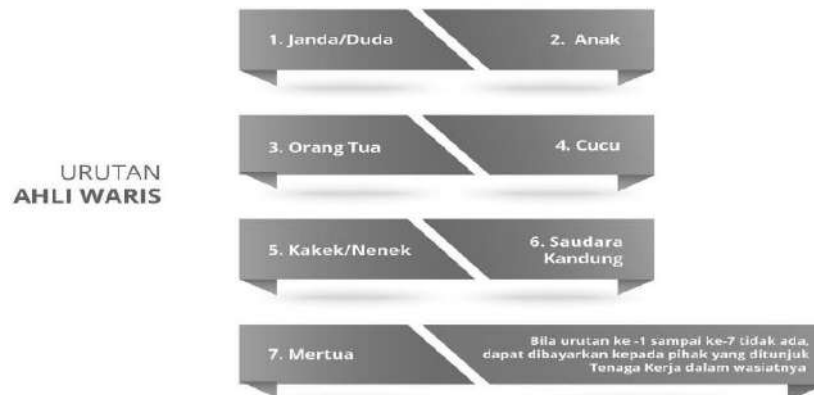 URUTAN
AHLI WARIS
1. Janda/Duda
2. Anak
3. Orang Tua
4. Cucu
5. Kakek/Nenek
6. Saudara
Kandung
7. Mertua
Bila urutan ke -1 sampai ke-7 tidak ada,
dapat dibayarkan kepada pihak yang ditunjuk
Tenaga Kerja dalam wasiatnya